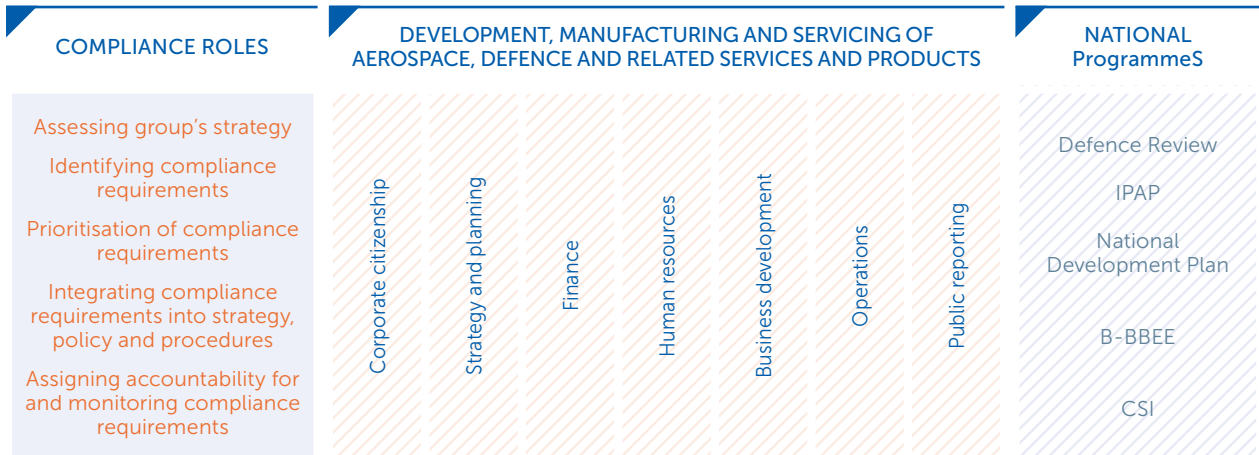 COMPLIANCE ROLES
Assessing group's strategy
Identifying compliance
requirements
Prioritisation of compliance
requirements
Integrating compliance
requirements into strategy,
policy and procedures
Assigning accountability for
and monitoring compliance
requirements
DEVELOPMENT, MANUFACTURING AND SERVICING OF
AEROSPACE, DEFENCE AND RELATED SERVICES AND PRODUCTS
Corporate citizenship
Strategy and planning
Finance
Human resources
Business development
Operations
Public reporting
NATIONAL
ProgrammeS
Defence Review
IPAP
National
Development Plan
B-BBEE
CSI